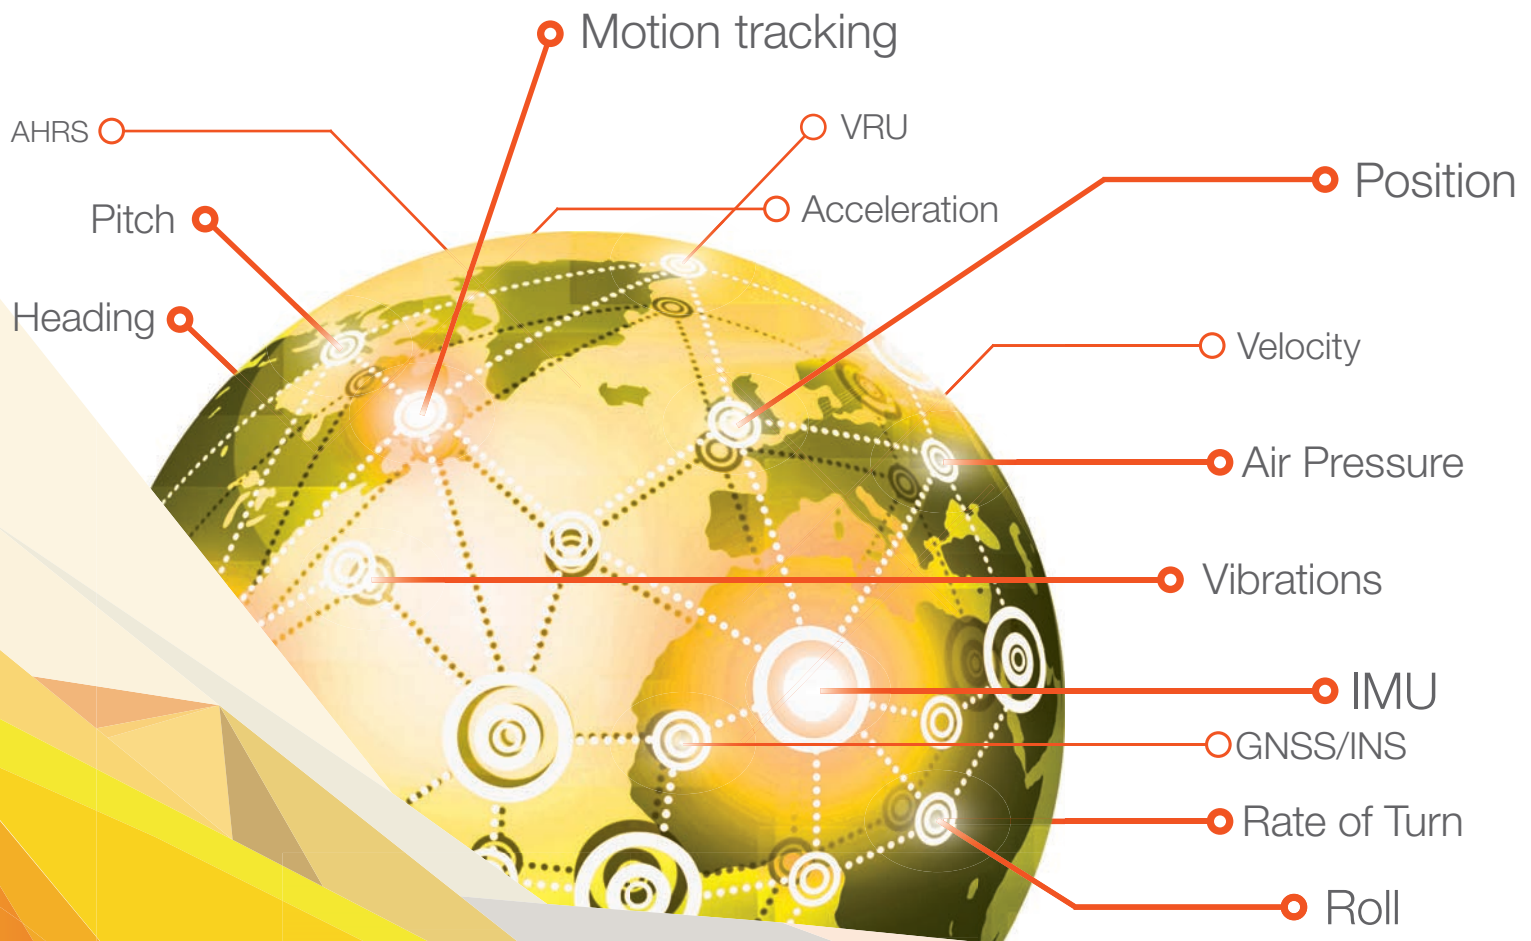 Motion tracking
AHRS
VRU
Position
Acceleration
Pitch
Heading
Velocity
Air Pressure
Vibrations
IMU
GNSS/INS
Rate of Turn
Roll